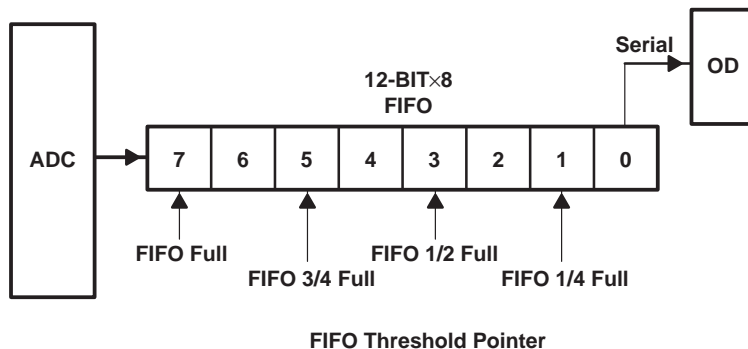 Serial
OD
12-BIT×8
FIFO
ADC
7 6 5 4 3 2 1 0
FIFO Full
FIFO 1/2 Full
FIFO 3/4 Full
FIFO 1/4 Full
FIFO Threshold Pointer